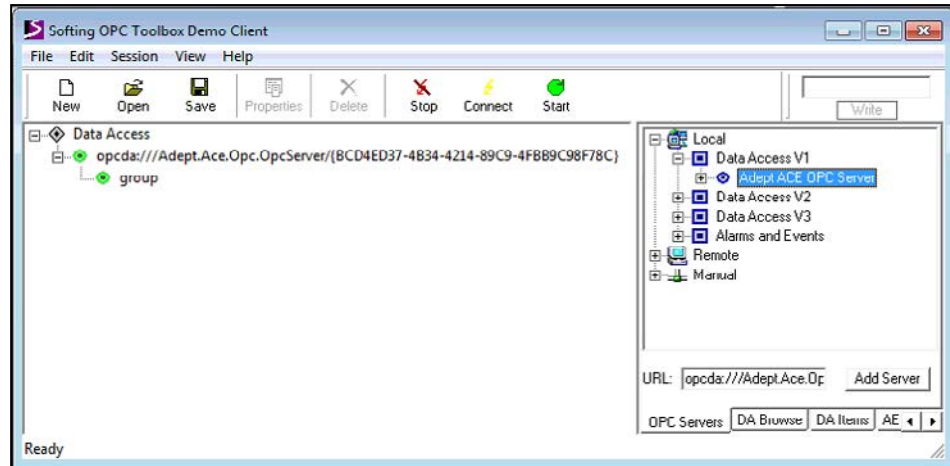 Softing OPC Toolbox Demo Client
File Edit Session View Help
New Open Save Properties Delete Stop Connect Start Write
Data Access
opcda:///Adept.Ace.Opc.OpcServer/{BCD4ED37-4B34-4214-89C9-4FBB9C98F78C}
group
Local
Data Access V1
Adept ACE OPC Server
Data Access V2
Data Access V3
Alarms and Events
Remote
Manual
URL: opcda:///Adept.Ace.Op Add Server
OPC Servers DA Browse DA Items AE
Ready